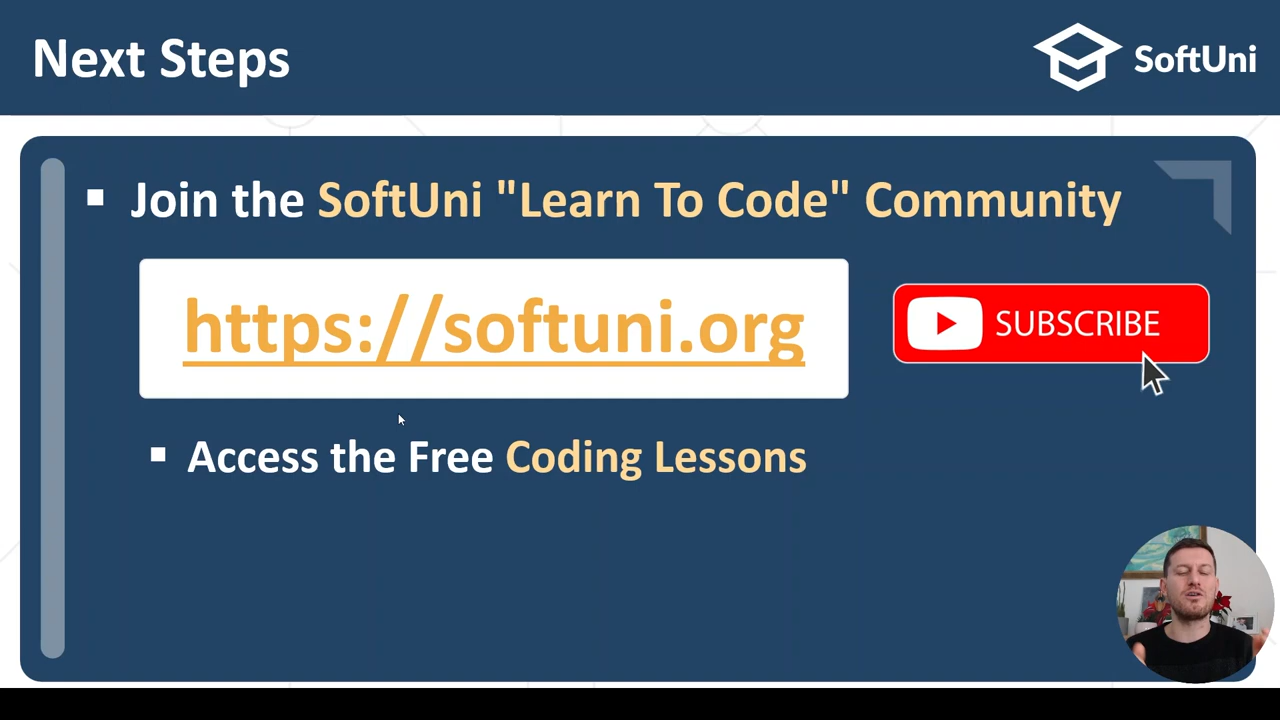 Next Steps
SoftUni
▪ Join the SoftUni "Learn To Code" Community
https://softuni.org
SUBSCRIBE
▪ Access the Free Coding Lessons